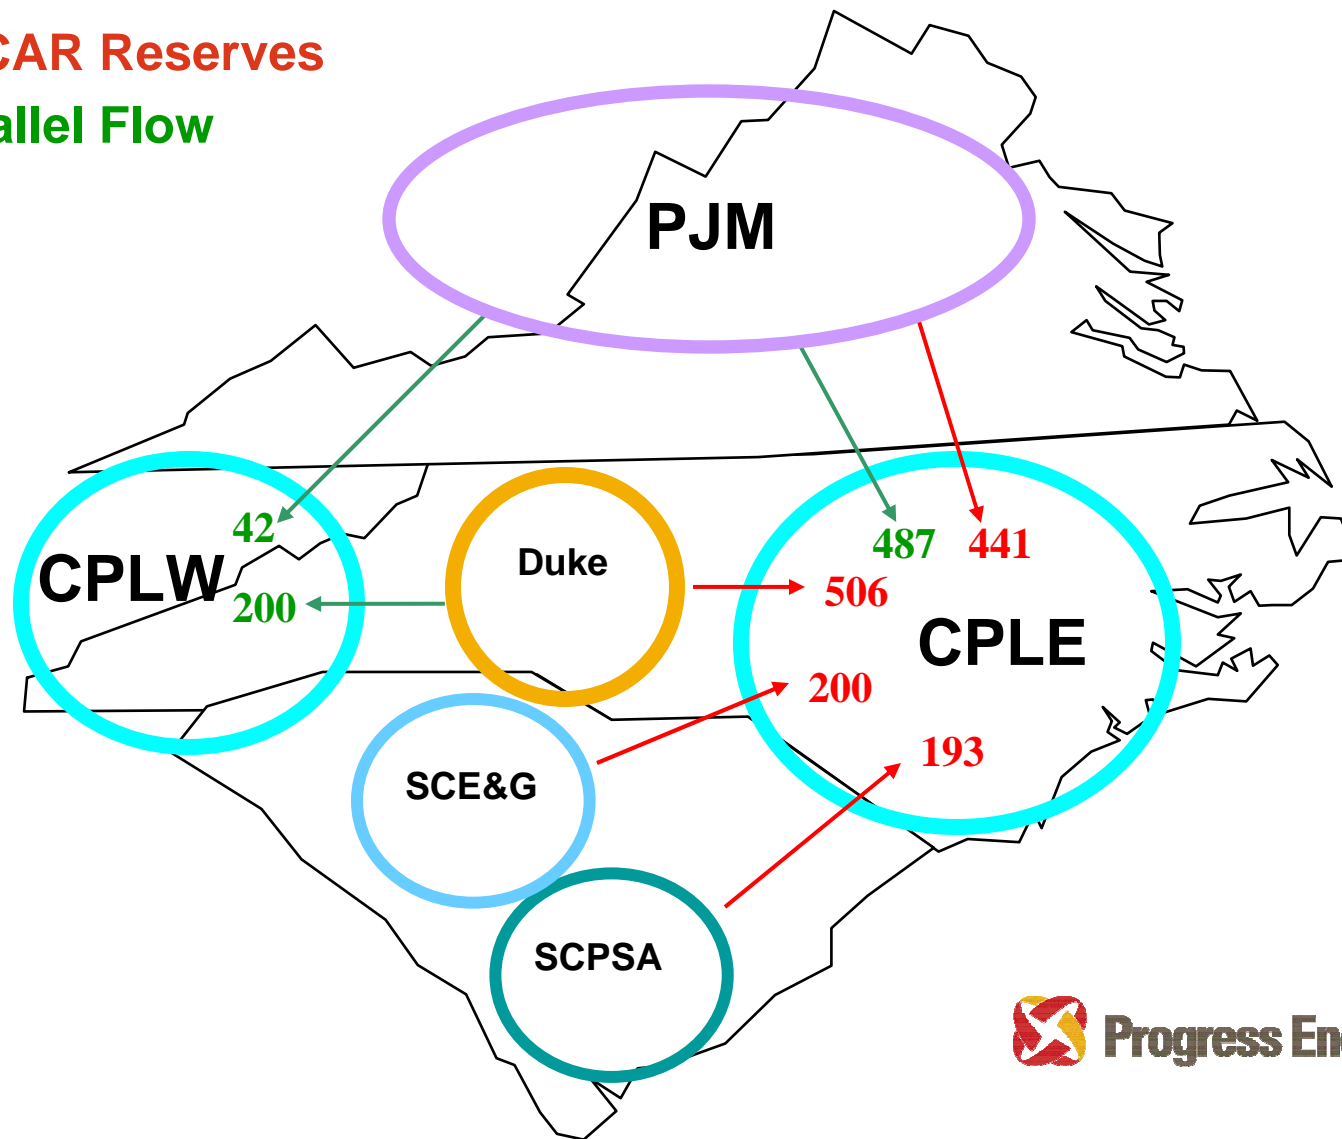 CAR Reserves
allel Flow
PJM
42
487 441
CPLW
Duke
506
200
CPLE
200
193
SCE&G
SCPSA
Progress En